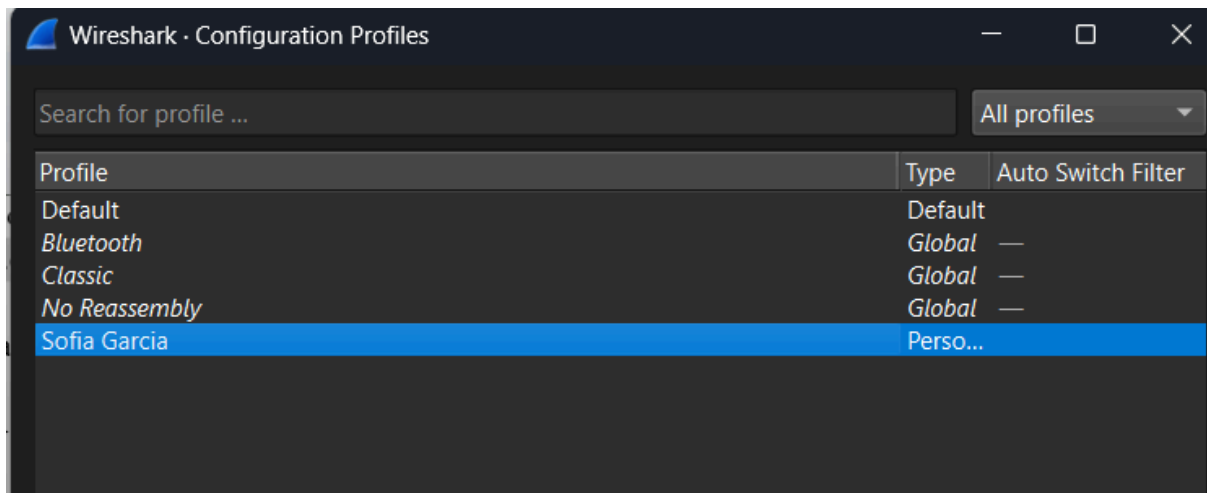 Wireshark · Configuration Profiles
Search for profile ... All profiles
Profile Type Auto Switch Filter
Default Default
Bluetooth Global —
Classic Global —
No Reassembly Global —
Sofia Garcia Perso...